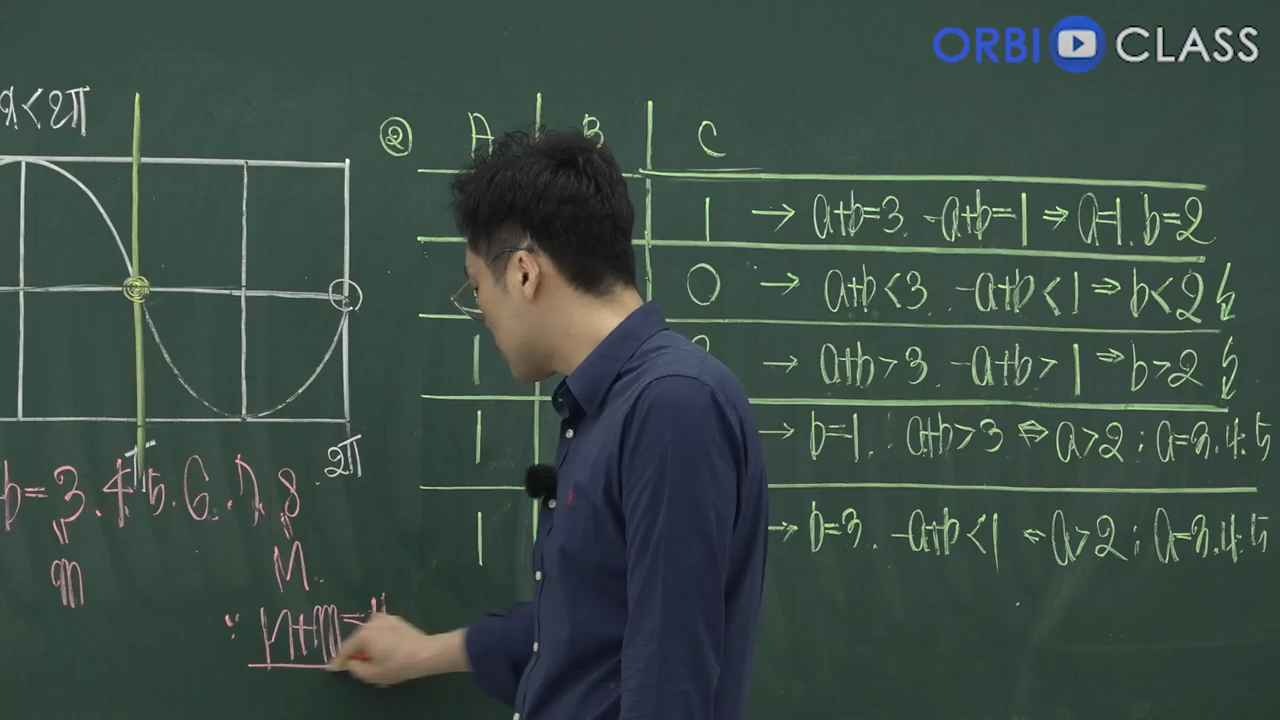 ORBI CLASS
x<2π
② A B C
1 → a+b=3. -a+b=1 ⇒ a=1. b=2
0 → a+b<3. -a+b<1 ⇒ b<2 ↯
1 → a+b>3. -a+b>1 ⇒ b>2 ↯
1 → b=1. a+b>3 ⇔ a>2 ; a=3.4.5
1 → b=3. -a+b<1 ⇔ a>2 ; a=3.4.5
π 2π
b=3.4.5.6.7.8.
m M.
∴ M+m=